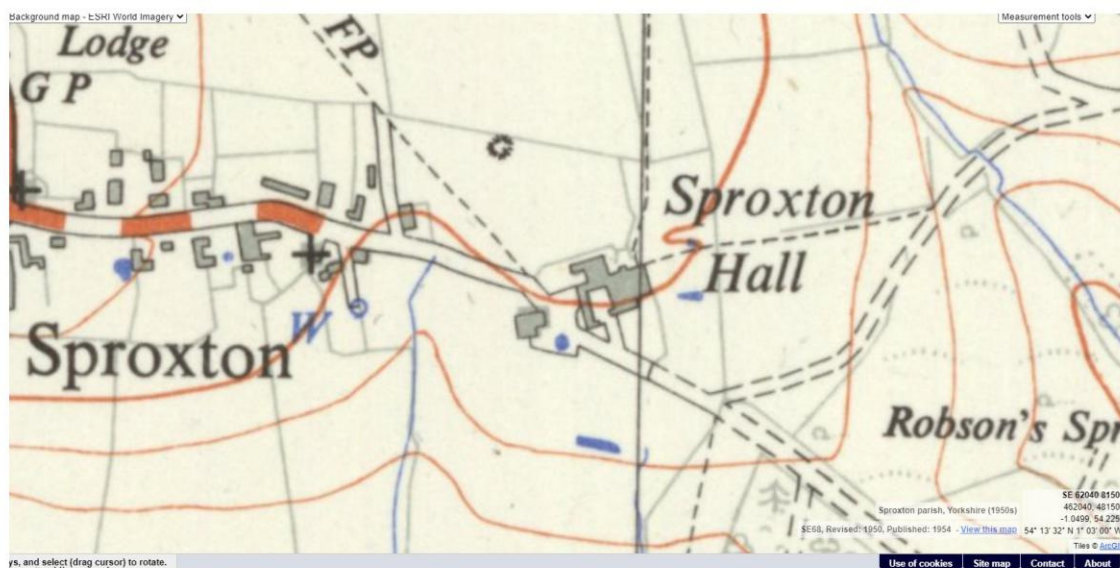 Background map - ESRI World Imagery
Measurement tools
Lodge
FP
G P
Sproxton
Hall
W
Sproxton
Robson's Spr
SE 62040 8150
Sproxton parish, Yorkshire (1950s)
462040, 48150
-1.0499, 54.225
SE68, Revised: 1950, Published: 1954 - View this map
54° 13' 32" N 1° 03' 00" W
Tiles © ArcGI
ys, and select (drag cursor) to rotate.
Use of cookies
Site map
Contact
About